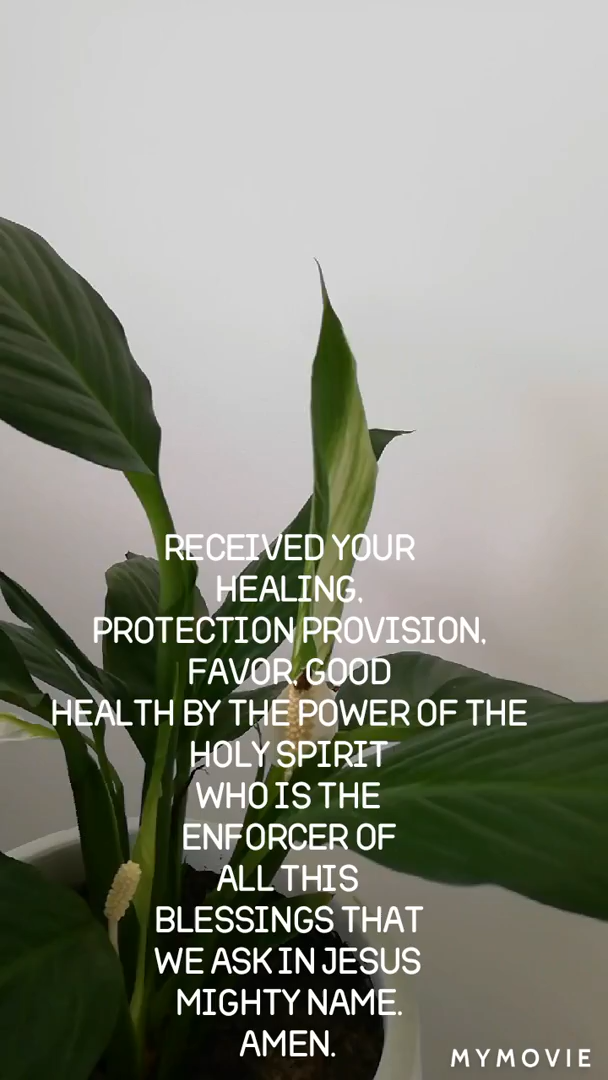 RECEIVED YOUR
HEALING,
PROTECTION PROVISION,
FAVOR, GOOD
HEALTH BY THE POWER OF THE
HOLY SPIRIT
WHO IS THE
ENFORCER OF
ALL THIS
BLESSINGS THAT
WE ASK IN JESUS
MIGHTY NAME.
AMEN.
MYMOVIE